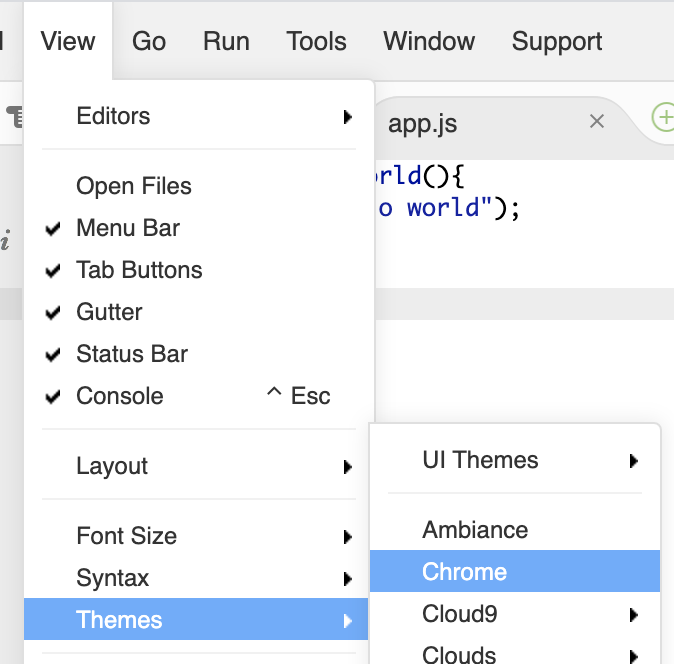 View Go Run Tools Window Support
Editors
app.js
Open Files
rld(){
Menu Bar
o world");
Tab Buttons
Gutter
Status Bar
Console ^ Esc
Layout
UI Themes
Font Size
Ambiance
Syntax
Chrome
Themes
Cloud9
Clouds